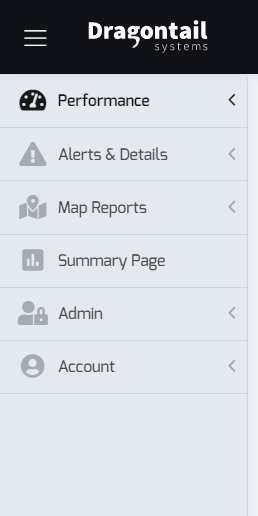 Dragontail
systems
Performance
Alerts & Details
Map Reports
Summary Page
Admin
Account